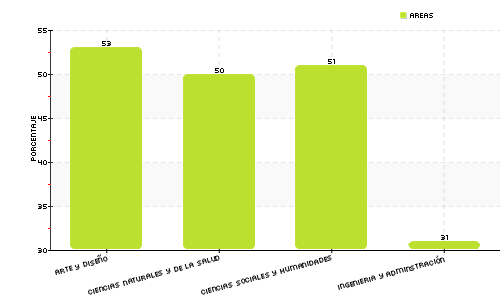 AREAS
55
53
50
50
51
45
PORCENTAJE
40
35
31
30
ARTE Y DISEÑO
CIENCIAS NATURALES Y DE LA SALUD
CIENCIAS SOCIALES Y HUMANIDADES
INGENIERIA Y ADMINSTRACIÓN